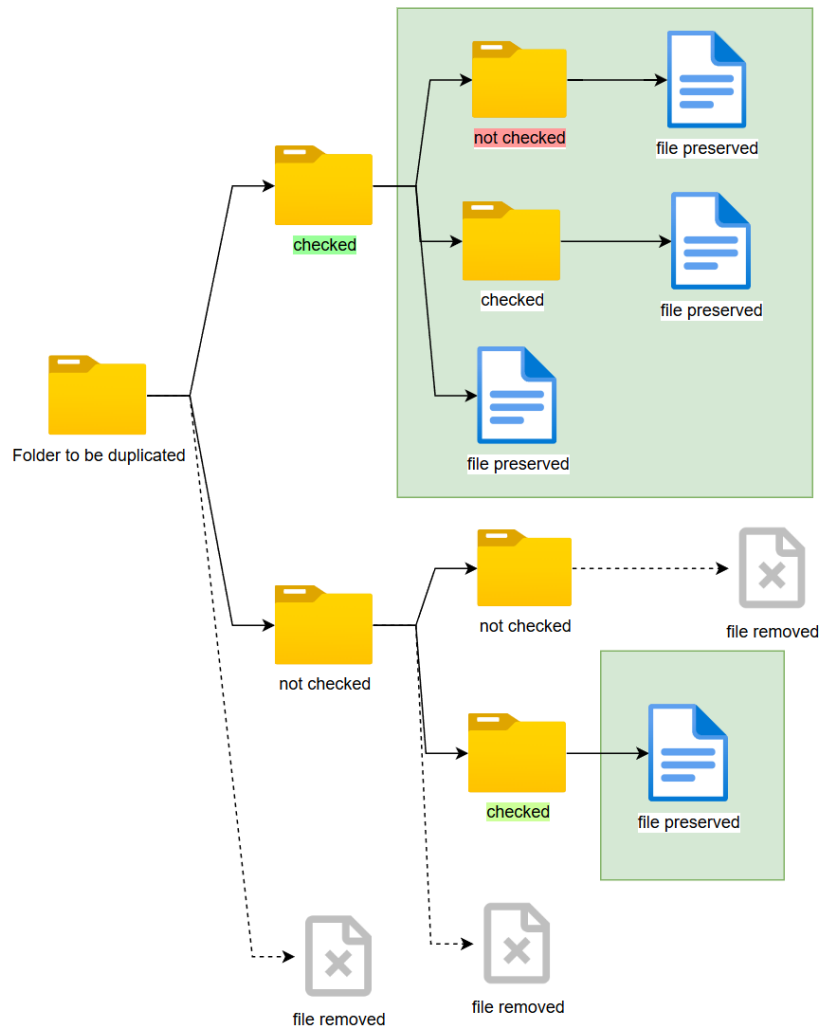 not checked
file preserved
checked
checked
file preserved
Folder to be duplicated
file preserved
not checked
file removed
not checked
checked
file preserved
file removed
file removed